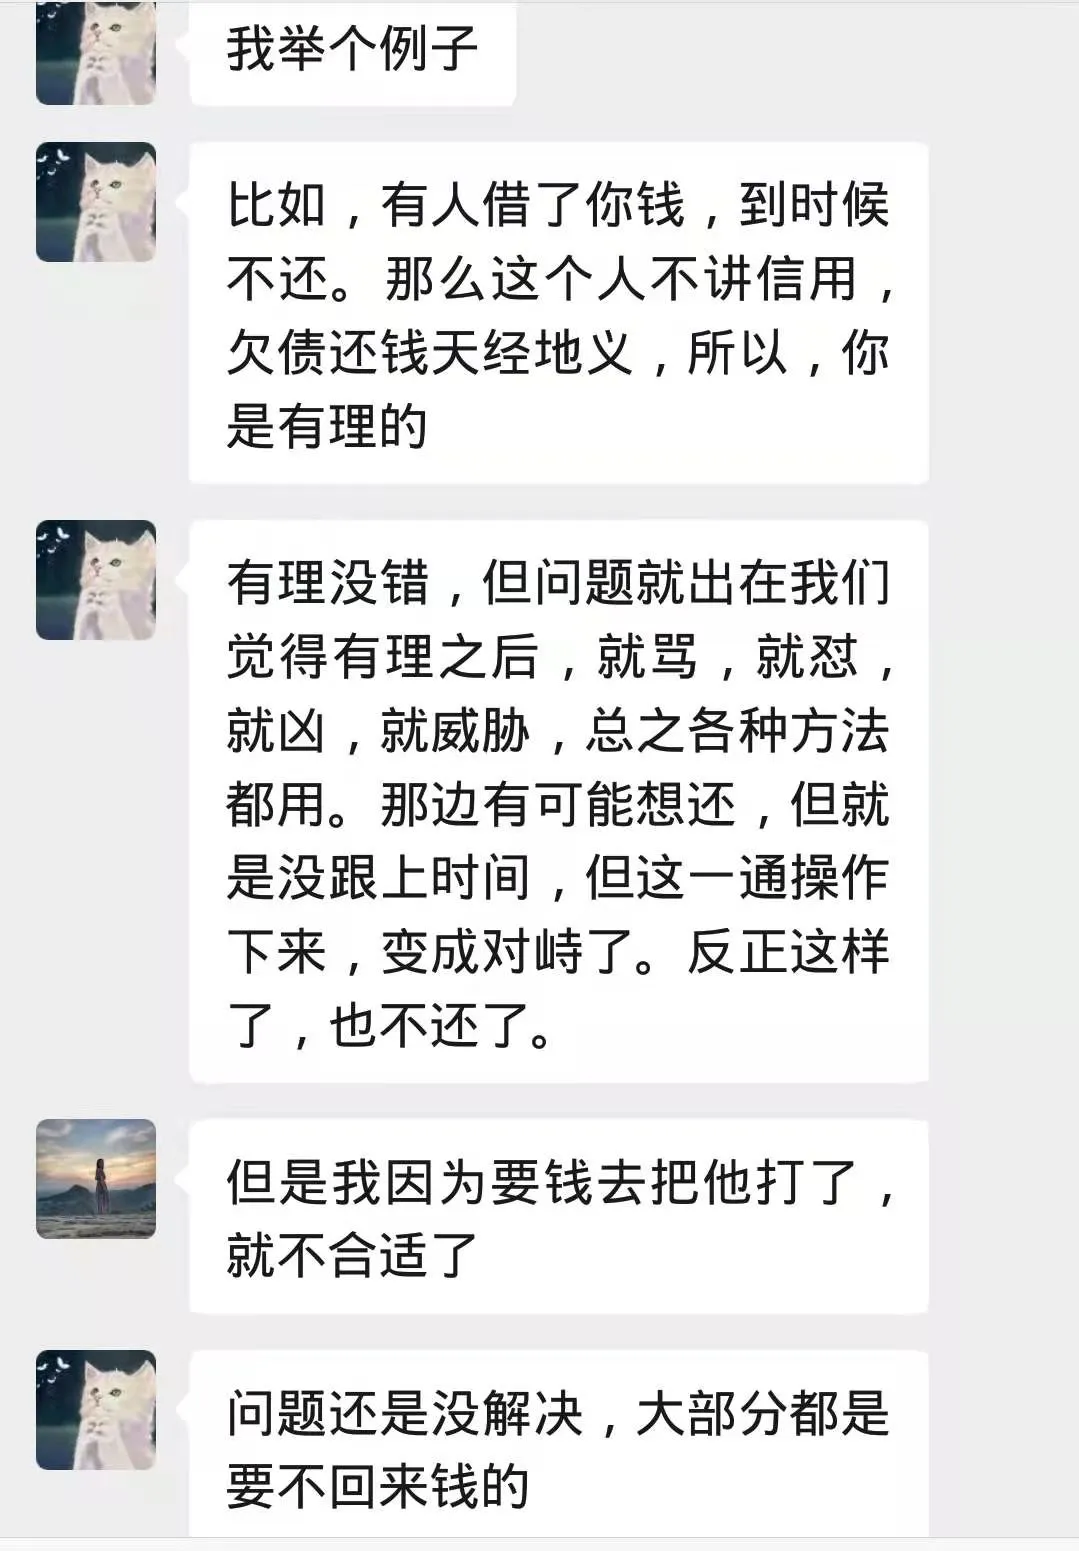 我举个例子
比如，有人借了你钱，到时候
不还。那么这个人不讲信用，
欠债还钱天经地义，所以，你
是有理的
有理没错，但问题就出在我们
觉得有理之后，就骂，就怼，
就凶，就威胁，总之各种方法
都用。那边有可能想还，但就
是没跟上时间，但这一通操作
下来，变成对峙了。反正这样
了，也不还了。
但是我因为要钱去把他打了，
就不合适了
问题还是没解决，大部分都是
要不回来钱的